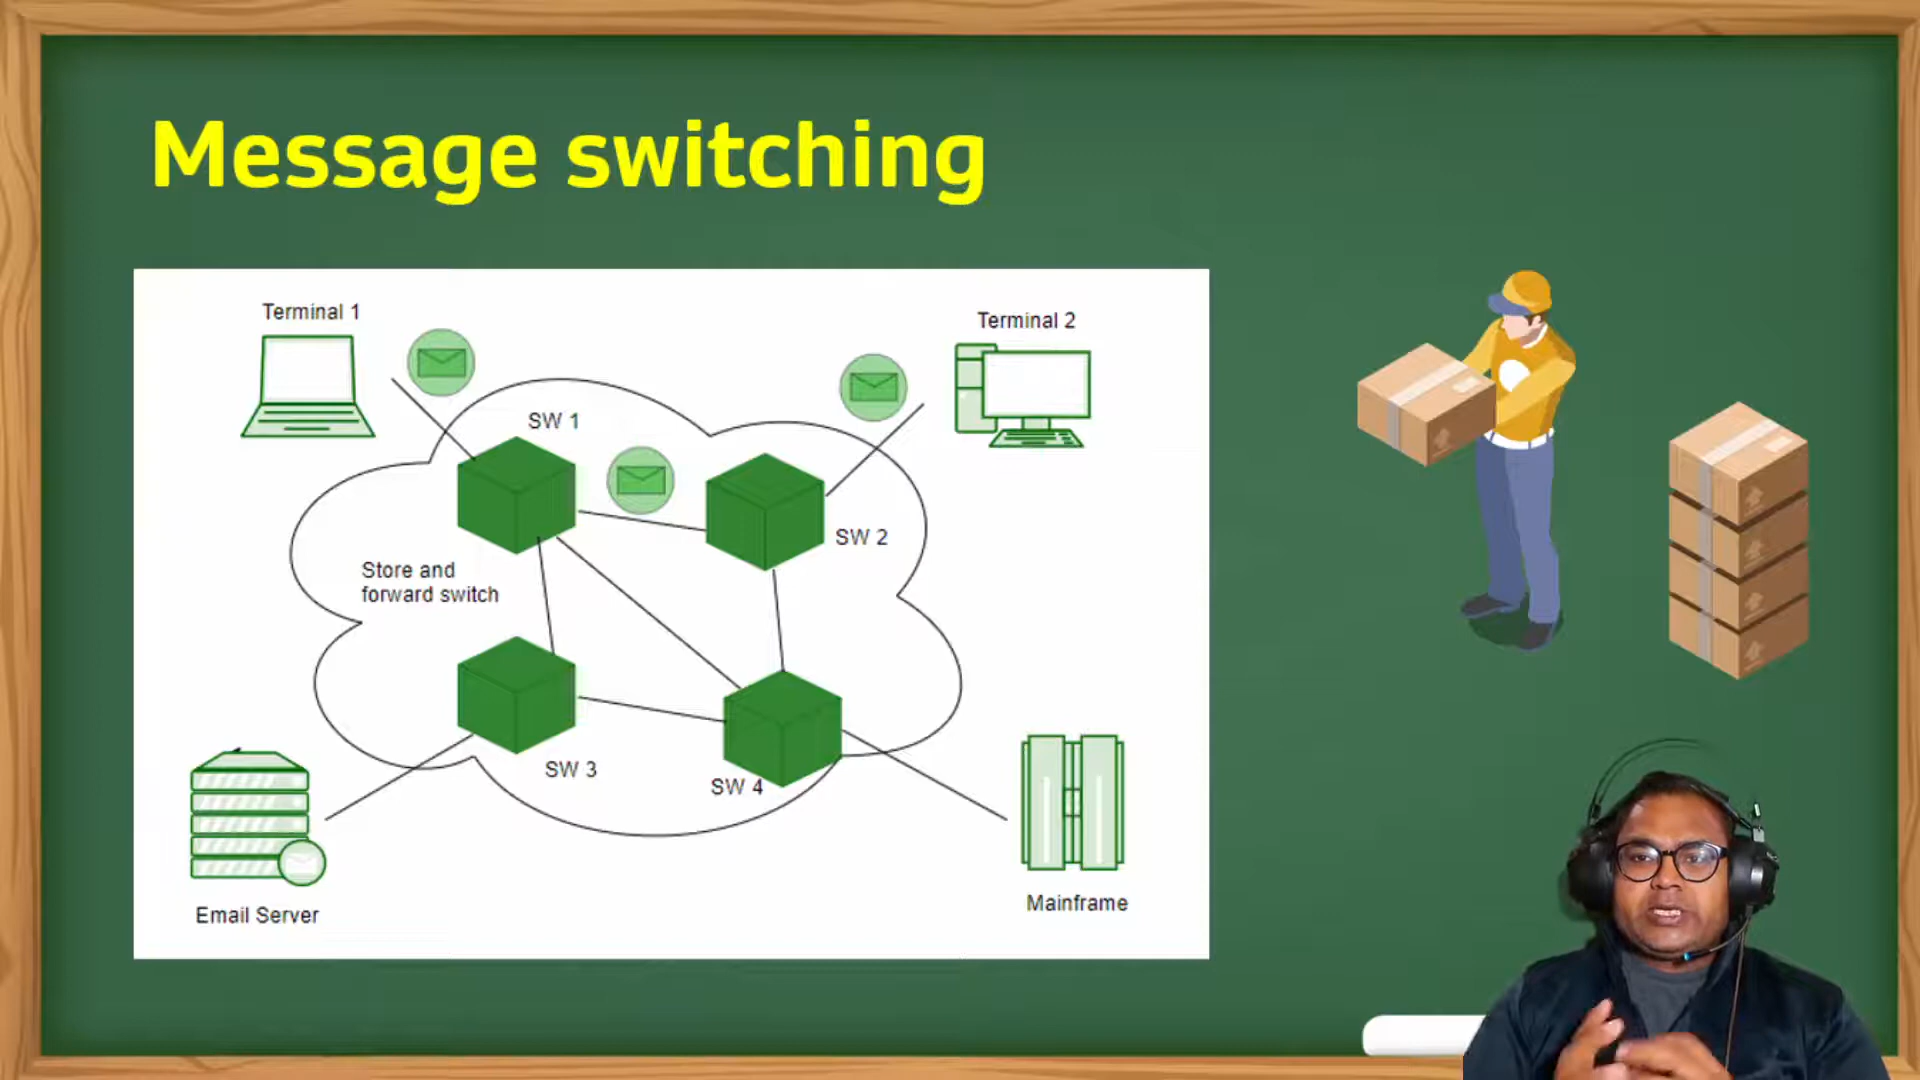 Message switching
Terminal 1
Terminal 2
SW 1
SW 2
Store and
forward switch
SW 3
SW 4
Email Server
Mainframe